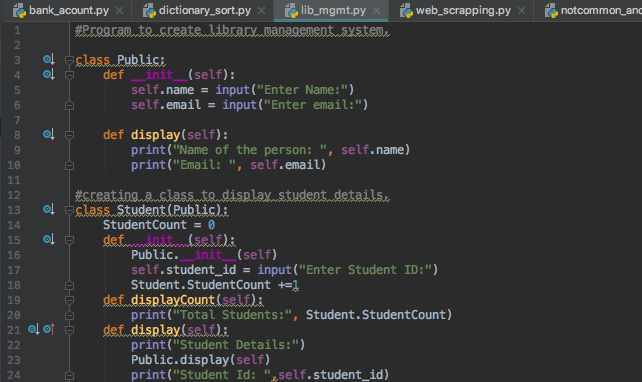 bank_acount.py × dictionary_sort.py × lib_mgmt.py × web_scrapping.py × notcommon_an
1 #Program to create library management system.
2
3 class Public:
4 def __init__(self):
5 self.name = input("Enter Name:")
6 self.email = input("Enter email:")
7
8 def display(self):
9 print("Name of the person: ", self.name)
10 print("Email: ", self.email)
11
12 #creating a class to display student details.
13 class Student(Public):
14 StudentCount = 0
15 def __init__(self):
16 Public.__init__(self)
17 self.student_id = input("Enter Student ID:")
18 Student.StudentCount +=1
19 def displayCount(self):
20 print("Total Students:", Student.StudentCount)
21 def display(self):
22 print("Student Details:")
23 Public.display(self)
24 print("Student Id: ",self.student_id)